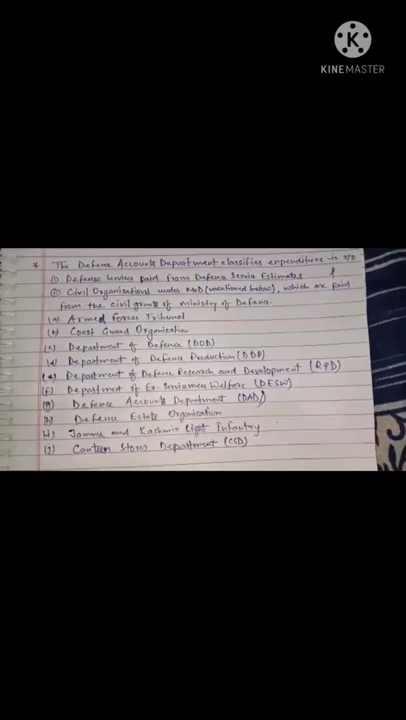 K
KINEMASTER
* The Defence Accounts Department classifies expenditure in r/o
① Defence Services paid from Defence Service Estimates &
② Civil Organisations under MoD (mentioned below), which are paid
from the civil grants of ministry of Defence.
(a) Armed Forces Tribunal
(b) Coast Guard Organisation
(c) Department of Defence (DOD)
(d) Department of Defence Production (DDP)
(e) Department of Defence Research and Development (R&D)
(f) Department of Ex-Servicemen Welfare (DESW)
(g) Defence Accounts Department (DAD)
(h) Defence Estate Organisation
(i) Jammu and Kashmir Light Infantry
(j) Canteen Stores Department (CSD)